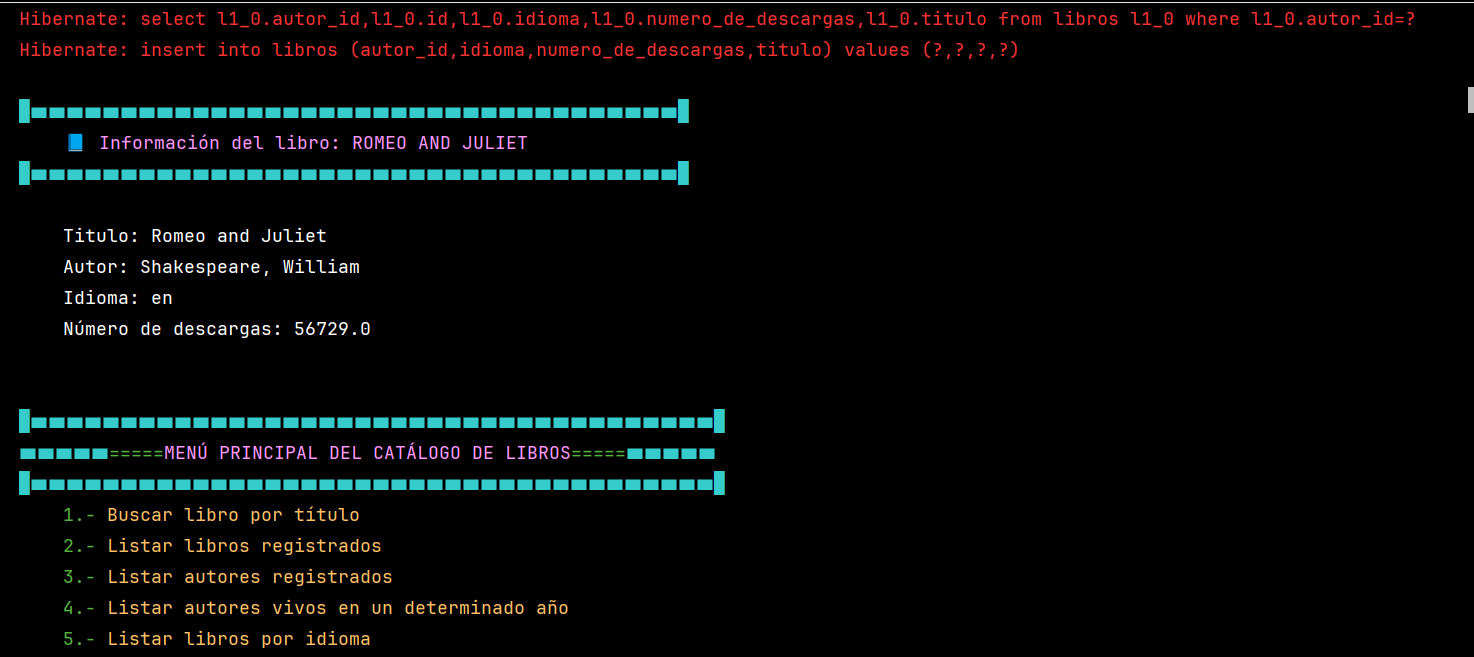 Hibernate: select l1_0.autor_id,l1_0.id,l1_0.idioma,l1_0.numero_de_descargas,l1_0.titulo from libros l1_0 where l1_0.autor_id=?
Hibernate: insert into libros (autor_id,idioma,numero_de_descargas,titulo) values (?,?,?,?)
Información del libro: ROMEO AND JULIET
Titulo: Romeo and Juliet
Autor: Shakespeare, William
Idioma: en
Número de descargas: 56729.0
=====MENÚ PRINCIPAL DEL CATÁLOGO DE LIBROS=====
1.- Buscar libro por título
2.- Listar libros registrados
3.- Listar autores registrados
4.- Listar autores vivos en un determinado año
5.- Listar libros por idioma